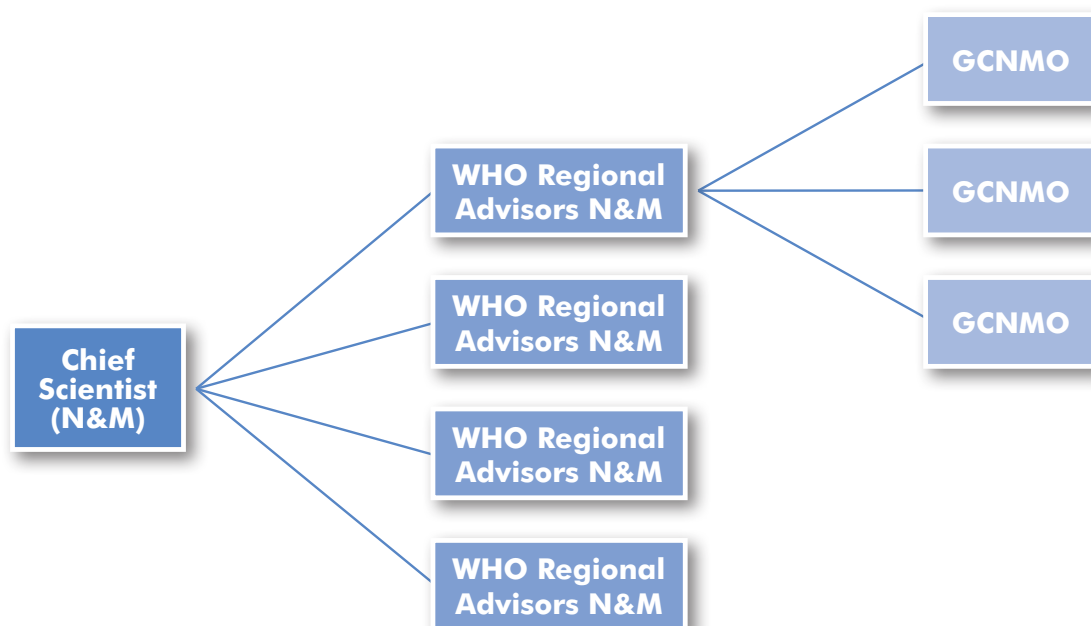 Chief
Scientist
(N&M)
WHO Regional
Advisors N&M
WHO Regional
Advisors N&M
WHO Regional
Advisors N&M
WHO Regional
Advisors N&M
GCNMO
GCNMO
GCNMO